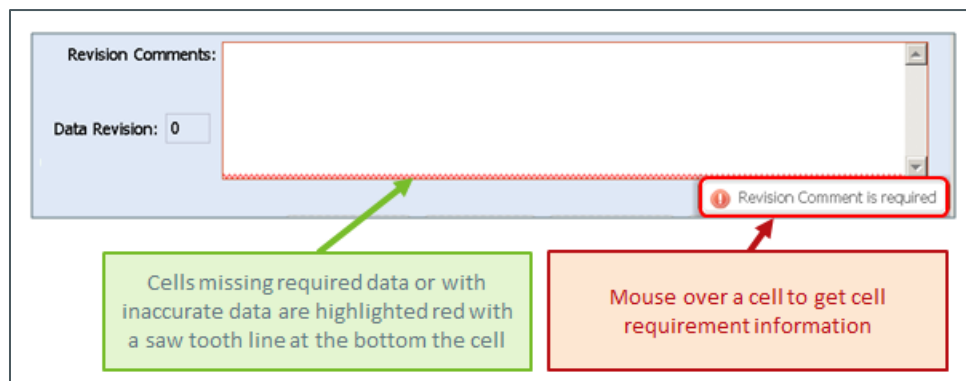 Revision Comments:
Data Revision: 0
Revision Comment is required
Cells missing required data or with
inaccurate data are highlighted red with
a saw tooth line at the bottom the cell
Mouse over a cell to get cell
requirement information